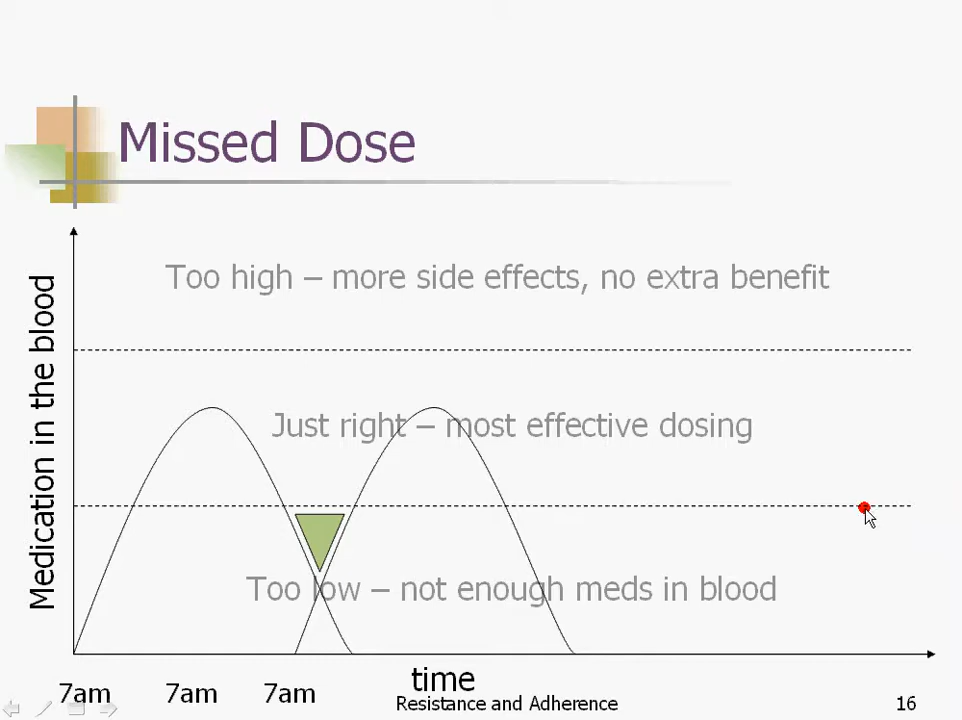 Missed Dose
Medication in the blood
Too high – more side effects, no extra benefit
Just right – most effective dosing
Too low – not enough meds in blood
time
7am 7am 7am
Resistance and Adherence
16